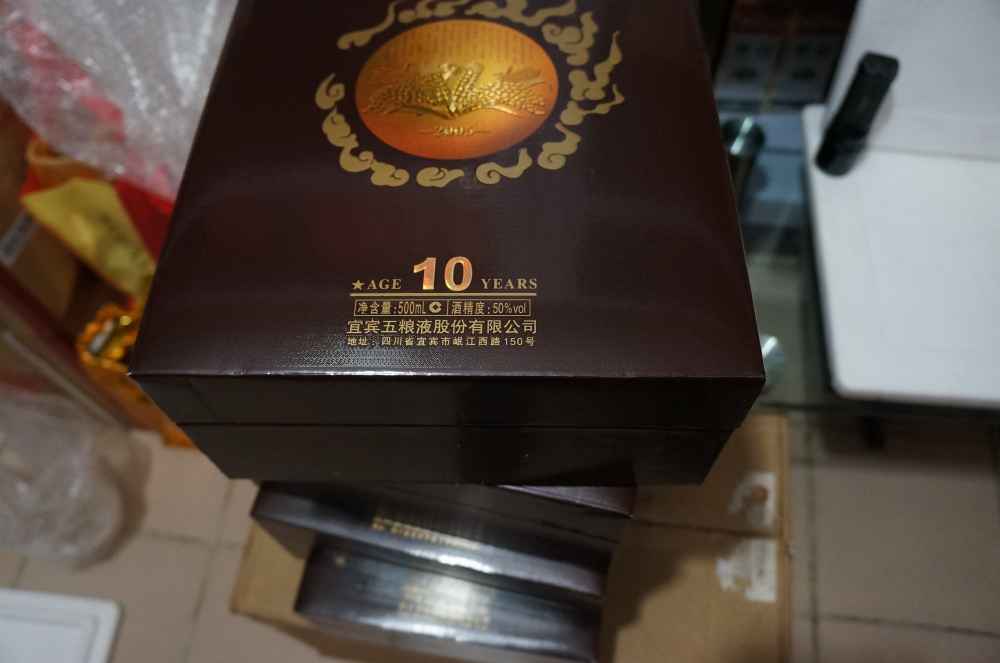 2005
★AGE 10 YEARS
净含量:500mL 酒精度:50%vol
宜宾五粮液股份有限公司
地址:四川省宜宾市岷江西路150号